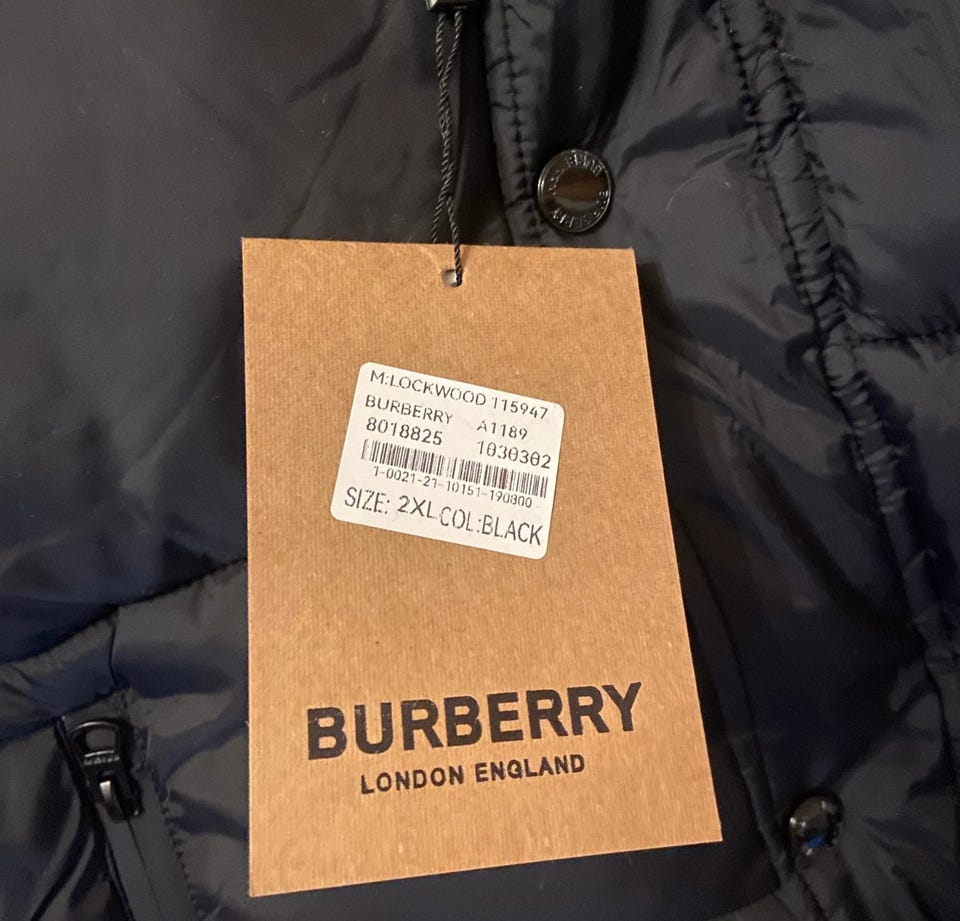 M:LOCKWOOD 115947
BURBERRY A1189
8018825 1030302
1-0021-21-10151-190800
SIZE: 2XL COL:BLACK
BURBERRY
LONDON ENGLAND